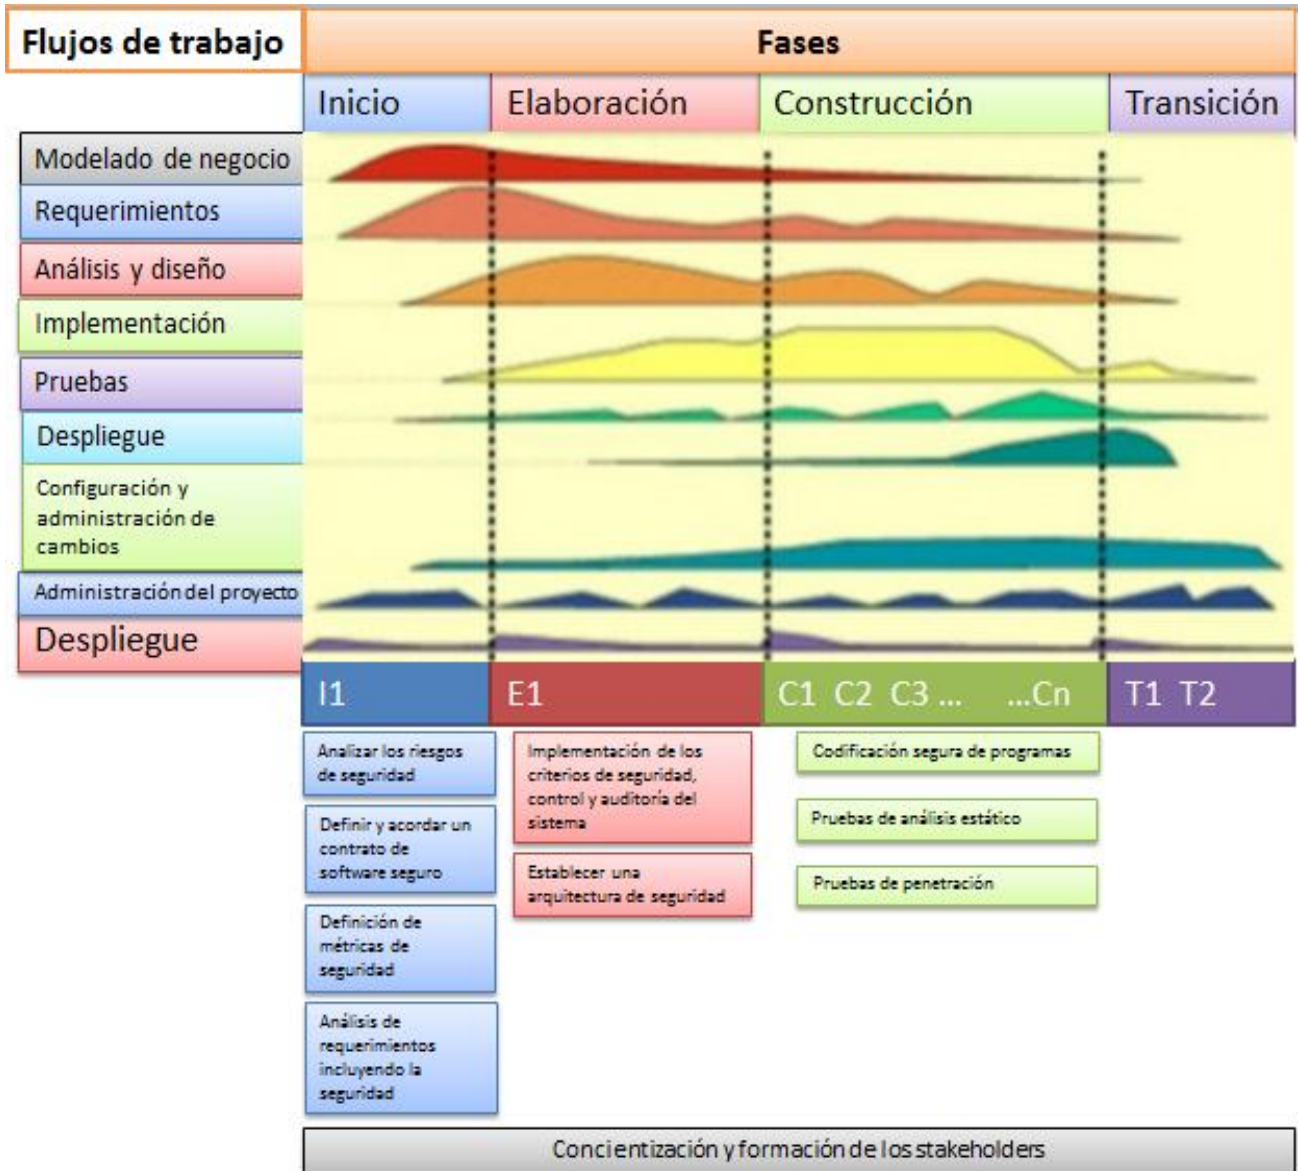 Flujos de trabajo
Fases
Inicio
Elaboración
Construcción
Transición
Modelado de negocio
Requerimientos
Análisis y diseño
Implementación
Pruebas
Despliegue
Configuración y
administración de
cambios
Administración del proyecto
Despliegue
I1
E1
C1 C2 C3 ... ...Cn
T1 T2
Analizar los riesgos
de seguridad
Definir y acordar un
contrato de
software seguro
Definición de
métricas de
seguridad
Análisis de
requerimientos
incluyendo la
seguridad
Implementación de los
criterios de seguridad,
control y auditoría del
sistema
Establecer una
arquitectura de seguridad
Codificación segura de programas
Pruebas de análisis estático
Pruebas de penetración
Concientización y formación de los stakeholders